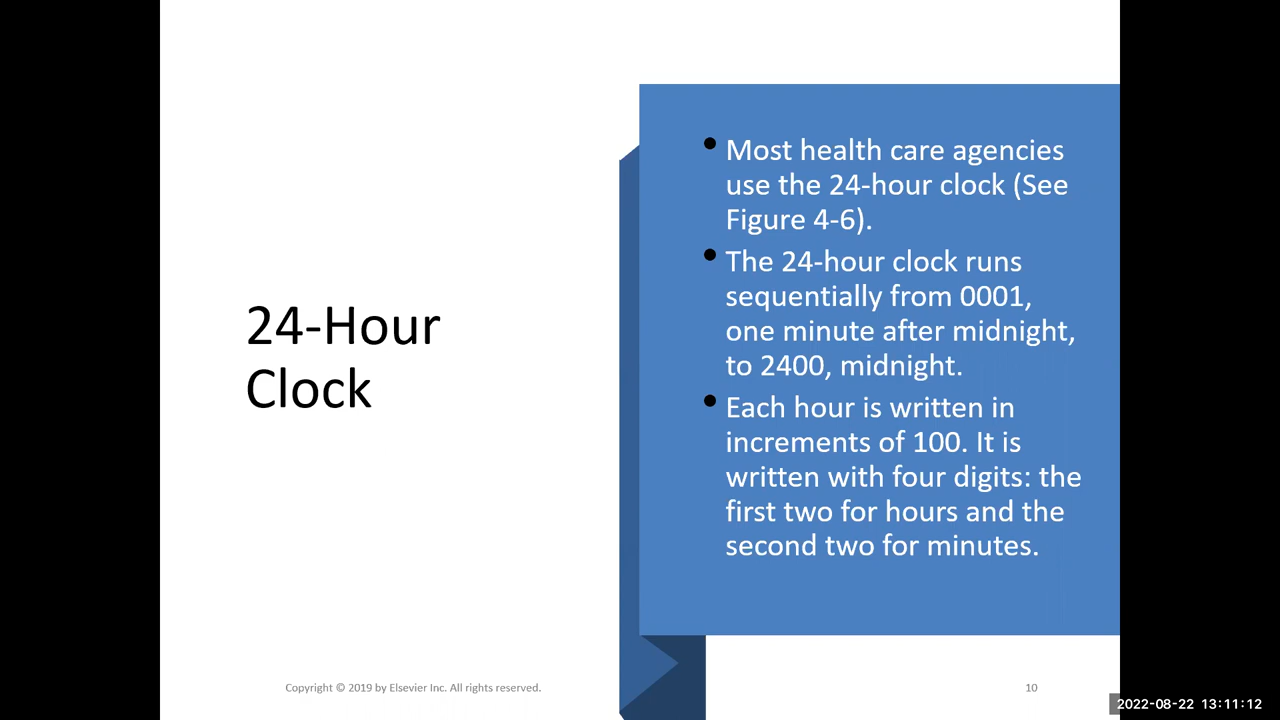 24-Hour
Clock
• Most health care agencies
use the 24-hour clock (See
Figure 4-6).
• The 24-hour clock runs
sequentially from 0001,
one minute after midnight,
to 2400, midnight.
• Each hour is written in
increments of 100. It is
written with four digits: the
first two for hours and the
second two for minutes.
Copyright © 2019 by Elsevier Inc. All rights reserved.
10
2022-08-22 13:11:12